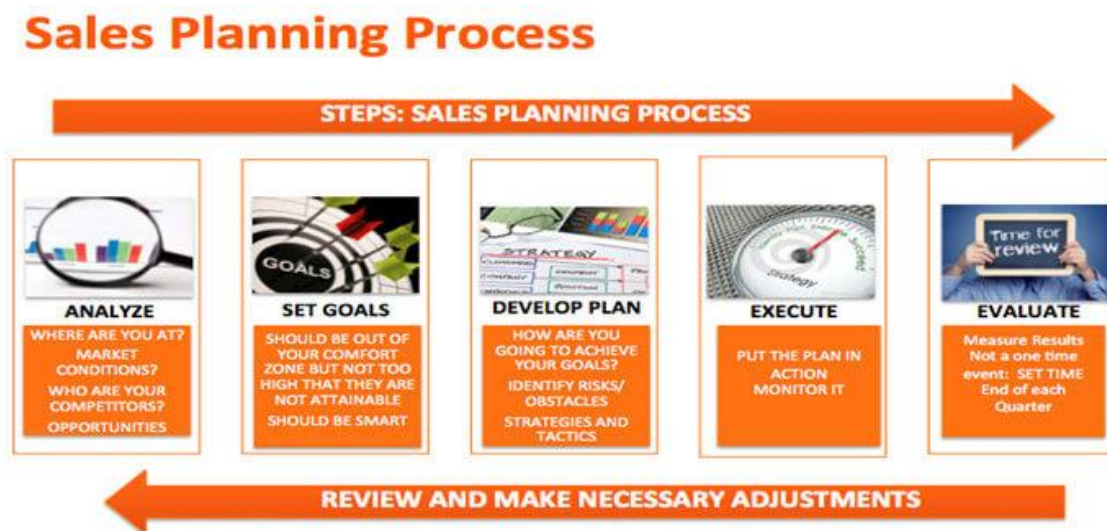 Sales Planning Process
STEPS: SALES PLANNING PROCESS
GOALS
STRATEGY
Strategy
Time for
review
ANALYZE
WHERE ARE YOU AT?
MARKET
CONDITIONS?
WHO ARE YOUR
COMPETITORS?
OPPORTUNITIES
SET GOALS
SHOULD BE OUT OF
YOUR COMFORT
ZONE BUT NOT TOO
HIGH THAT THEY ARE
NOT ATTAINABLE
SHOULD BE SMART
DEVELOP PLAN
HOW ARE YOU
GOING TO ACHIEVE
YOUR GOALS?
IDENTIFY RISKS/
OBSTACLES
STRATEGIES AND
TACTICS
EXECUTE
PUT THE PLAN IN
ACTION
MONITOR IT
EVALUATE
Measure Results
Not a one time
event: SET TIME
End of each
Quarter
REVIEW AND MAKE NECESSARY ADJUSTMENTS